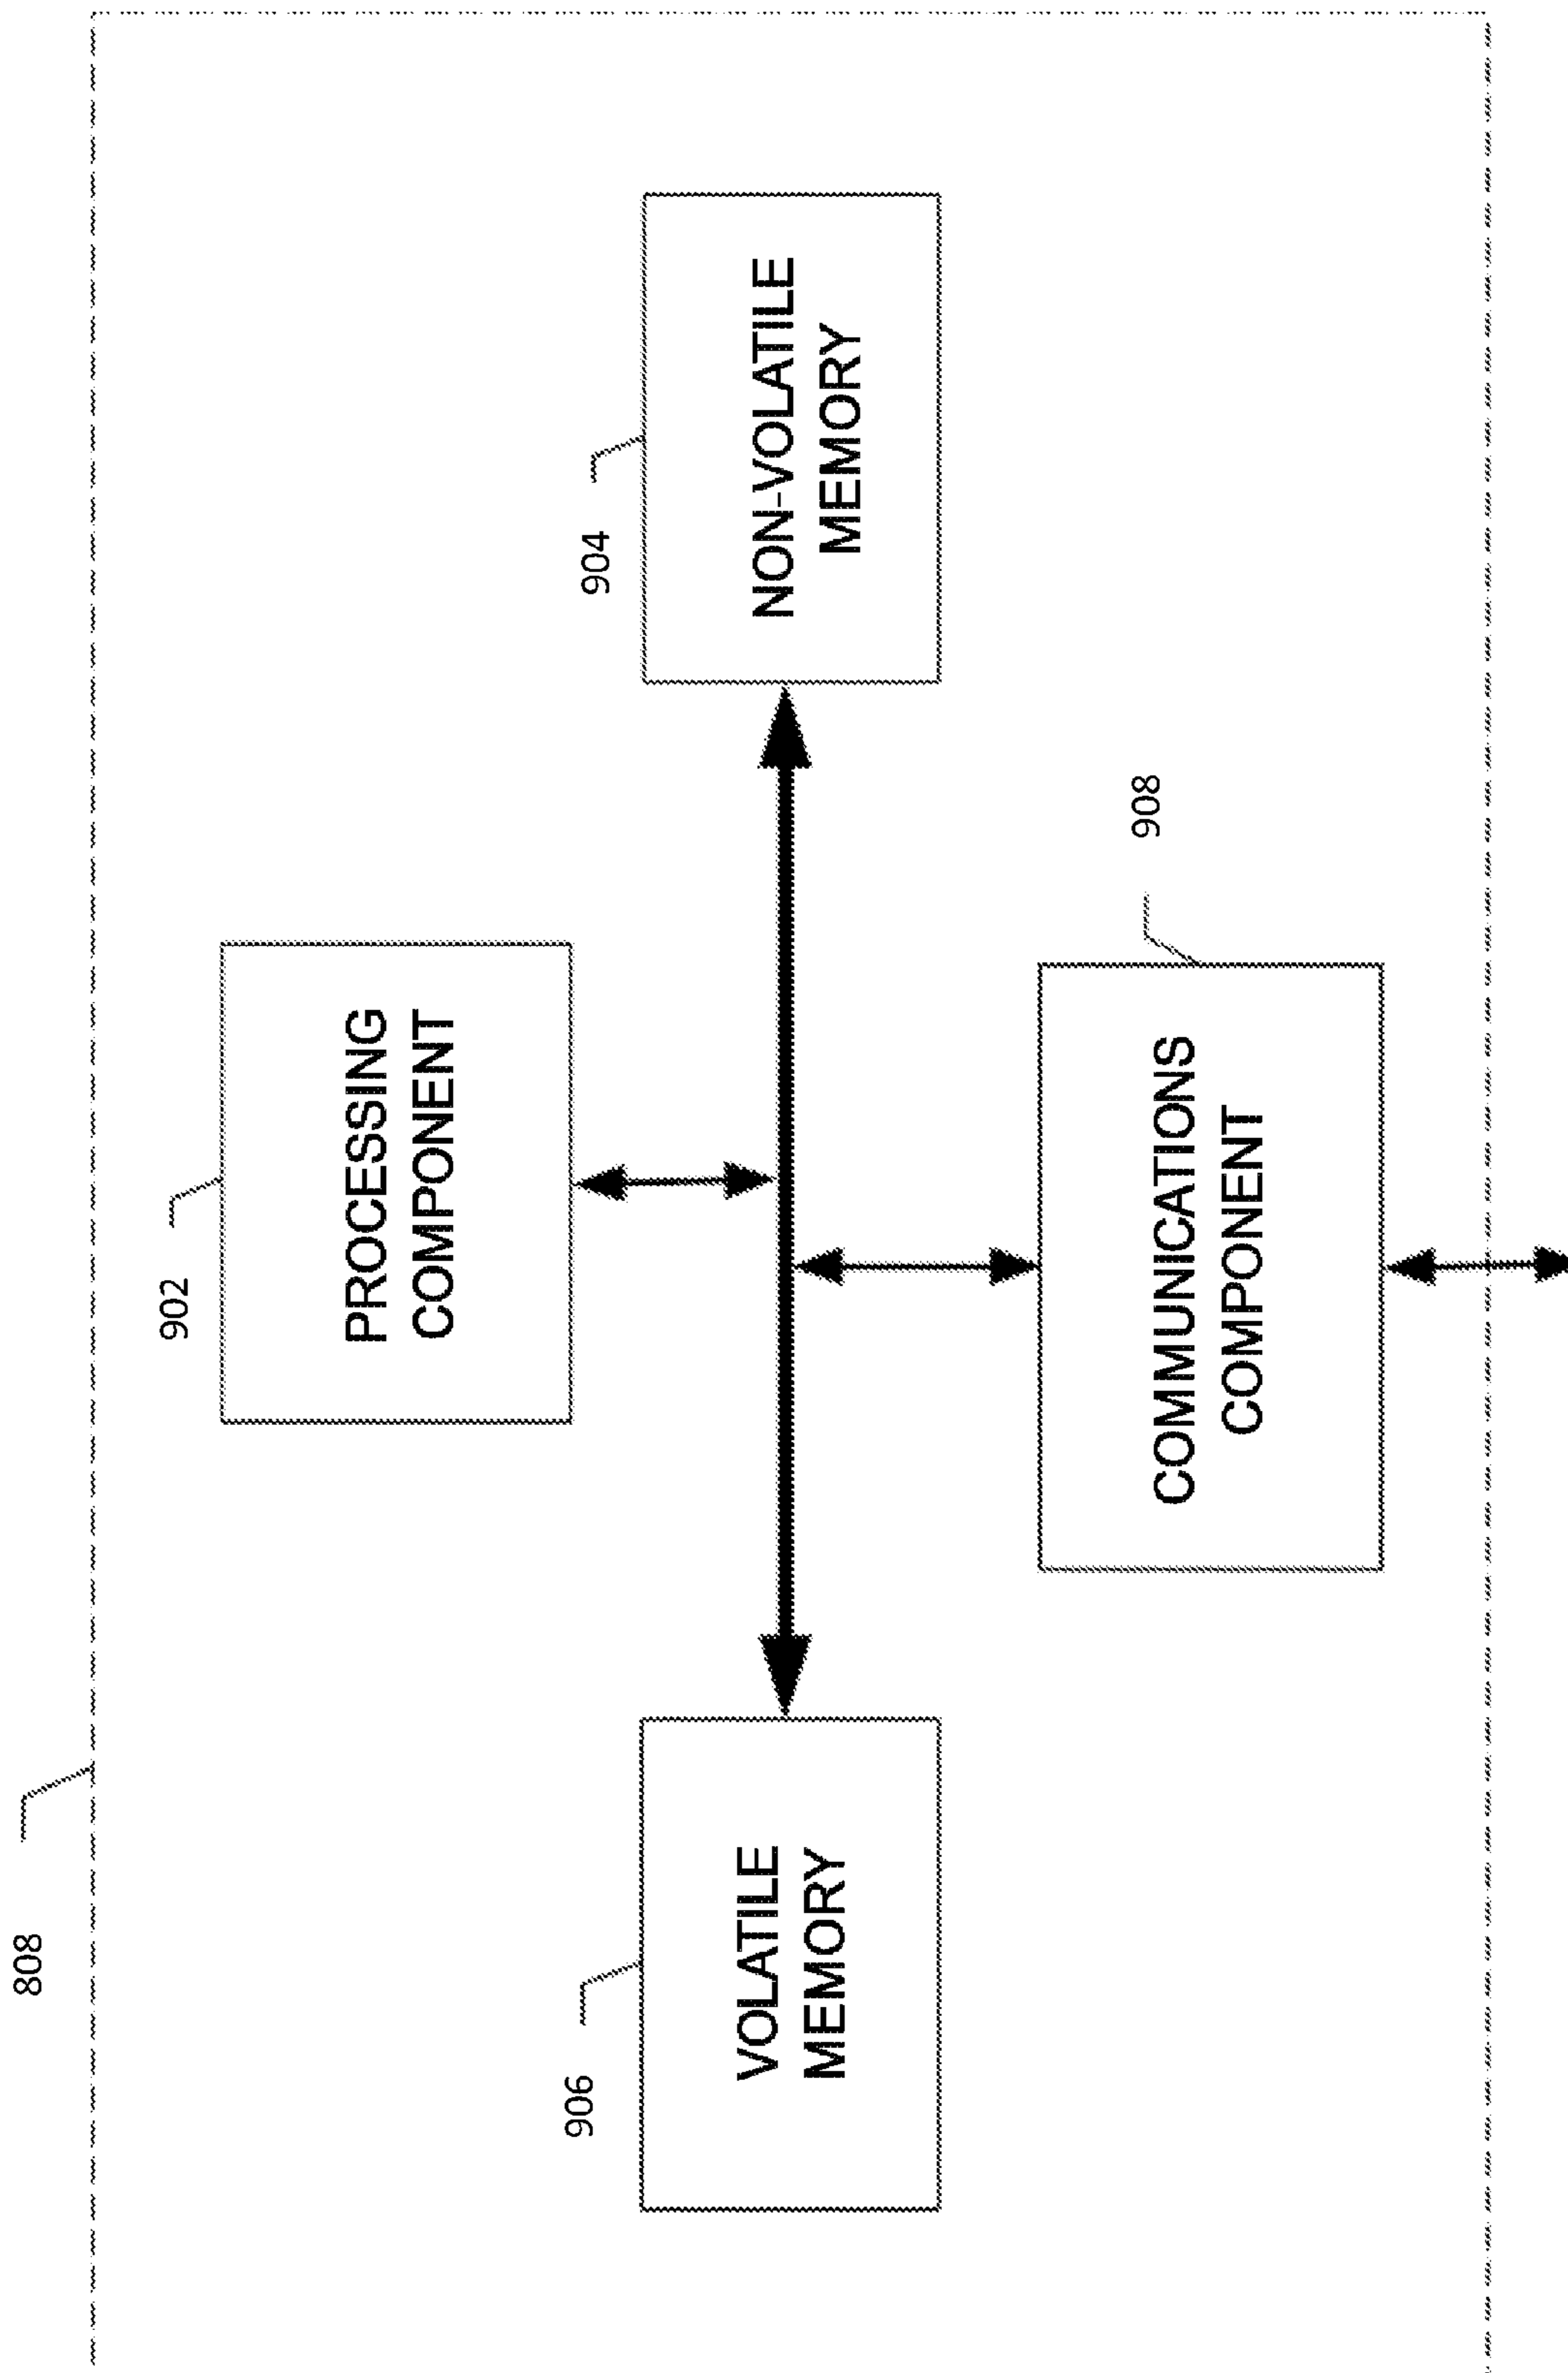 808
902
PROCESSING
COMPONENT
906
VOLATILE
MEMORY
904
NON-VOLATILE
MEMORY
908
COMMUNICATIONS
COMPONENT